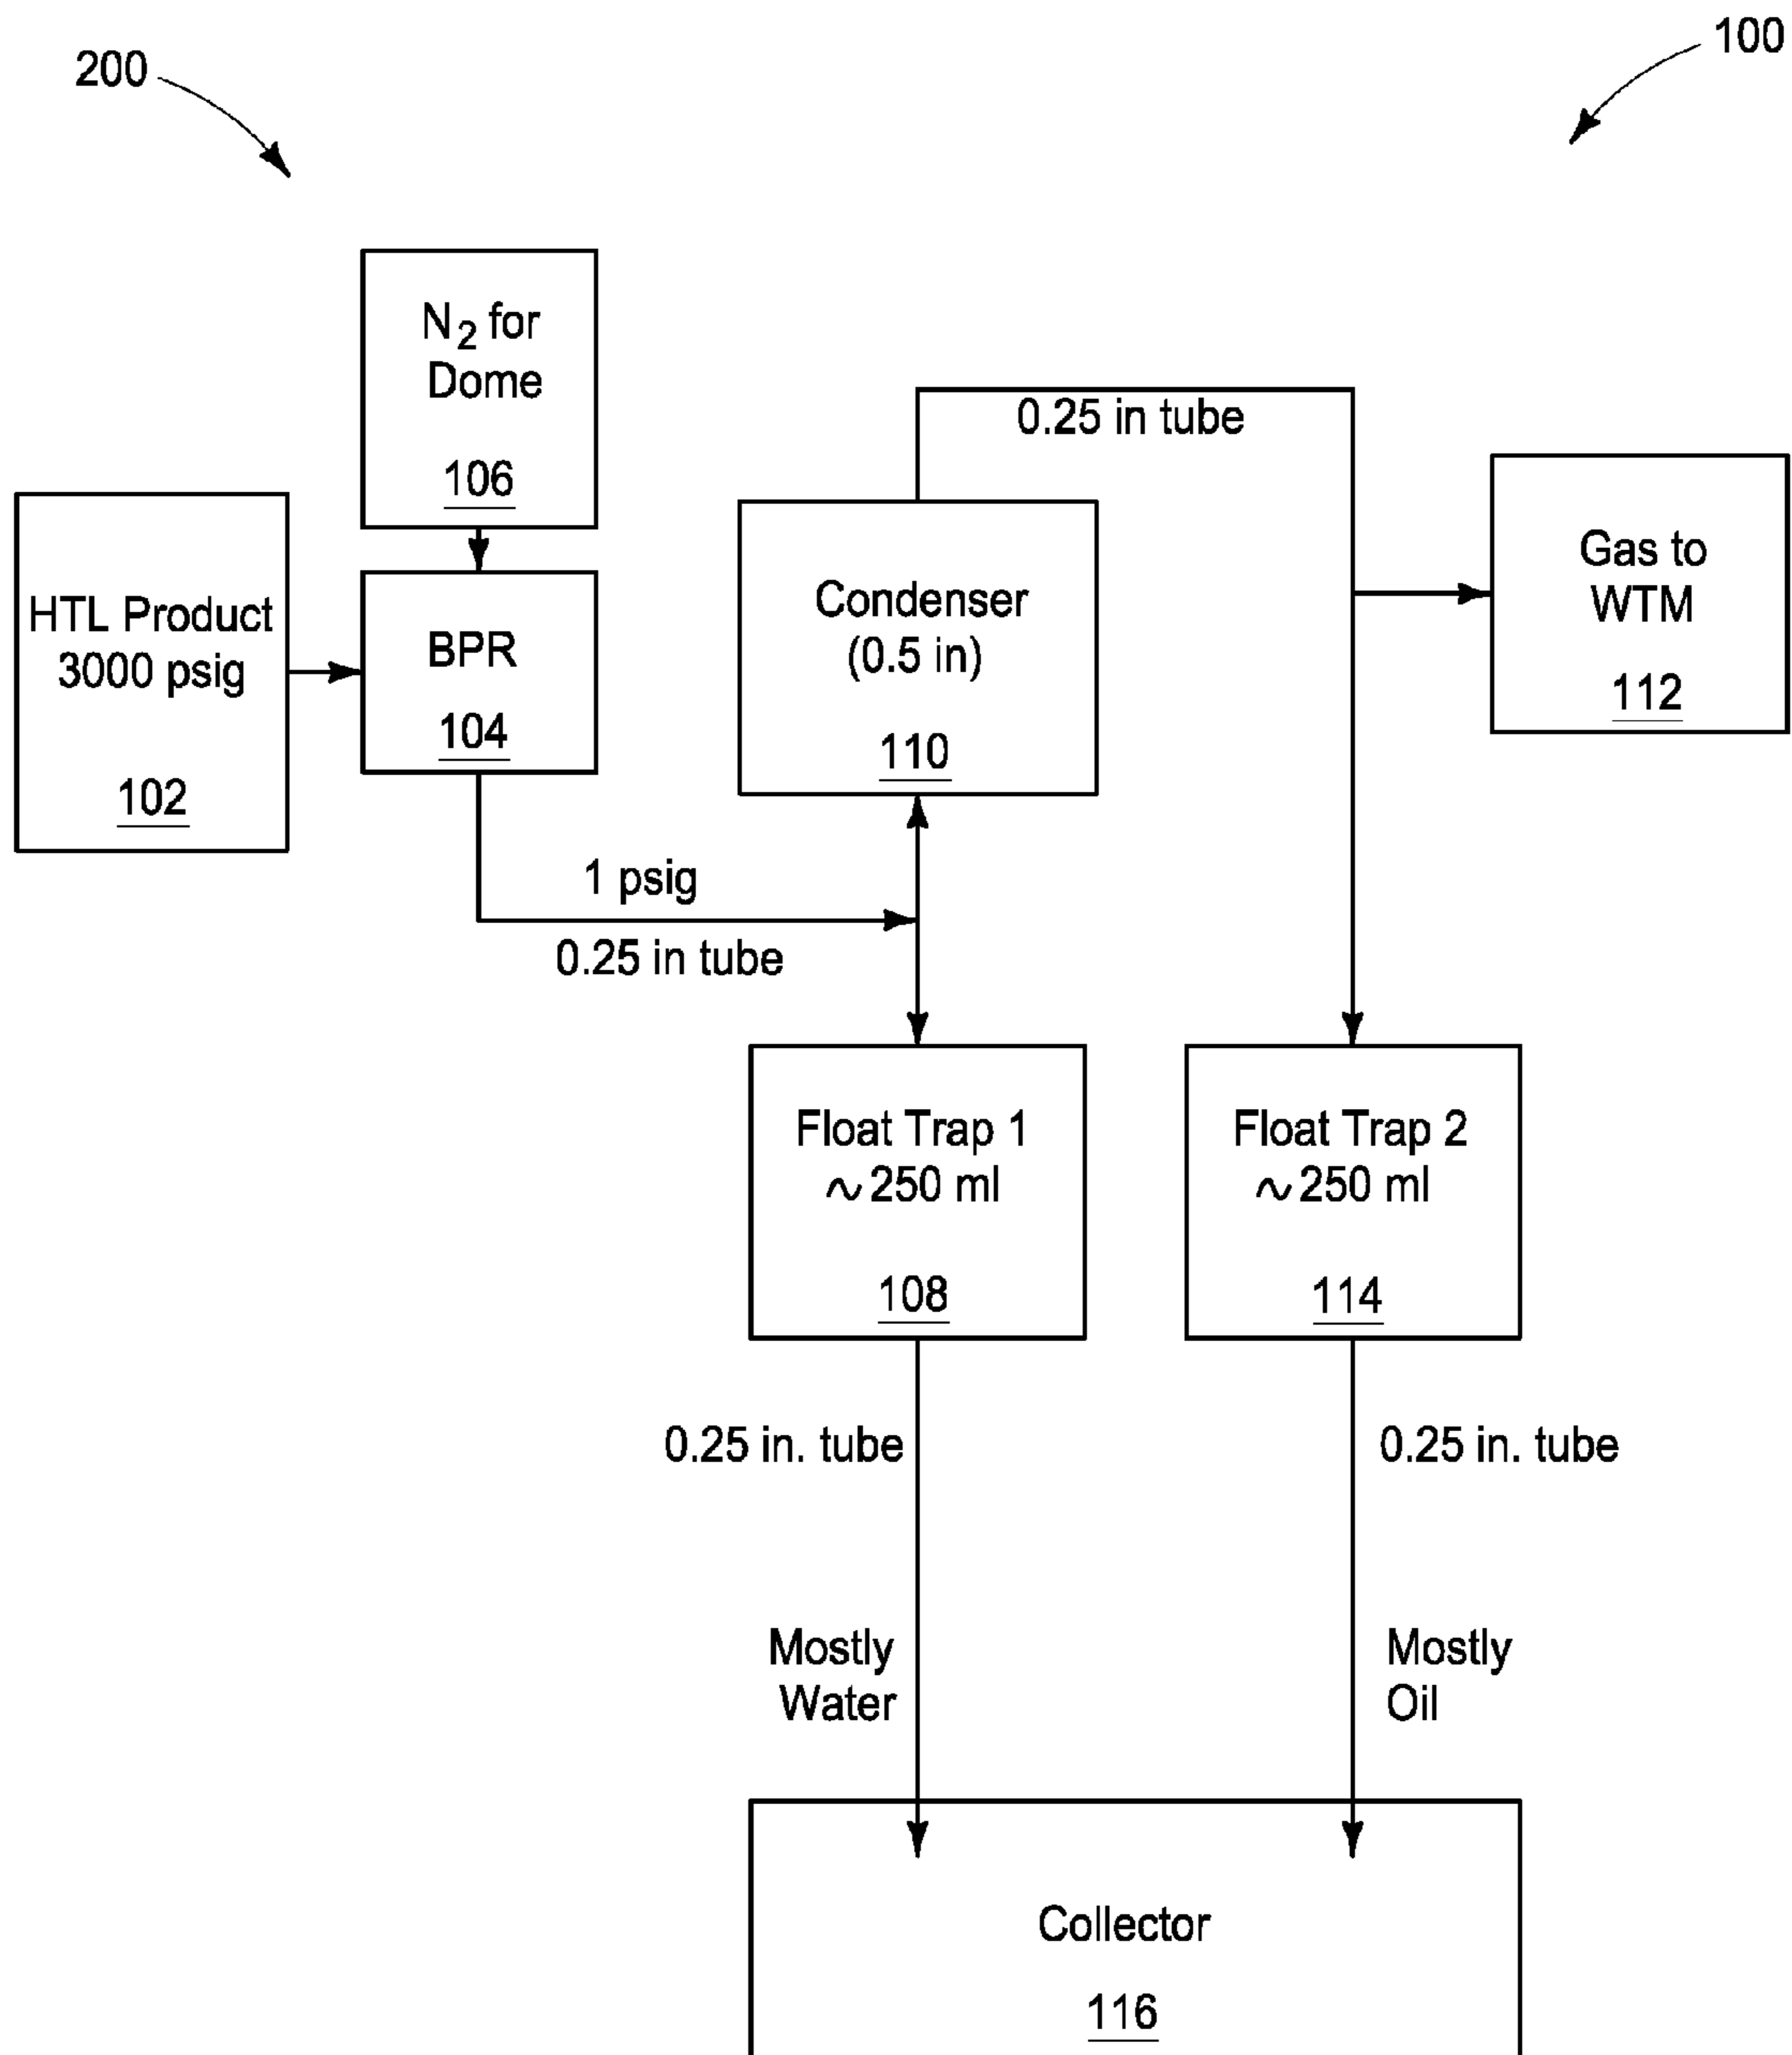 200
100
N2 for
Dome
106
HTL Product
3000 psig
102
BPR
104
0.25 in tube
Condenser
(0.5 in)
110
Gas to
WTM
112
1 psig
0.25 in tube
Float Trap 1
~250 ml
108
Float Trap 2
~250 ml
114
0.25 in. tube
0.25 in. tube
Mostly
Water
Mostly
Oil
Collector
116